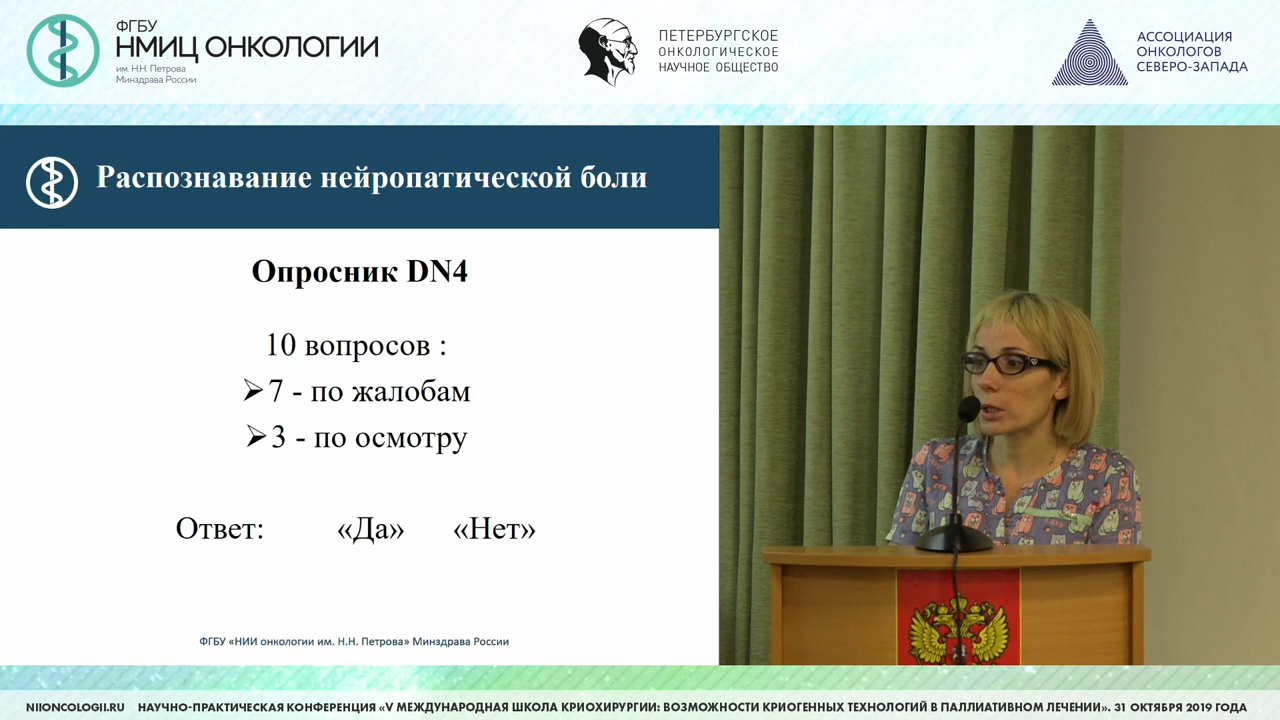 ФГБУ
НМИЦ ОНКОЛОГИИ
им. Н.Н. Петрова
Минздрава России
ПЕТЕРБУРГСКОЕ
ОНКОЛОГИЧЕСКОЕ
НАУЧНОЕ ОБЩЕСТВО
АССОЦИАЦИЯ
ОНКОЛОГОВ
СЕВЕРО-ЗАПАДА
Распознавание нейропатической боли
Опросник DN4
10 вопросов :
7 - по жалобам
3 - по осмотру
Ответ: «Да» «Нет»
ФГБУ «НИИ онкологии им. Н.Н. Петрова» Минздрава России
NIIONCOLOGII.RU НАУЧНО-ПРАКТИЧЕСКАЯ КОНФЕРЕНЦИЯ «V МЕЖДУНАРОДНАЯ ШКОЛА КРИОХИРУРГИИ: ВОЗМОЖНОСТИ КРИОГЕННЫХ ТЕХНОЛОГИЙ В ПАЛЛИАТИВНОМ ЛЕЧЕНИИ». 31 ОКТЯБРЯ 2019 ГОДА